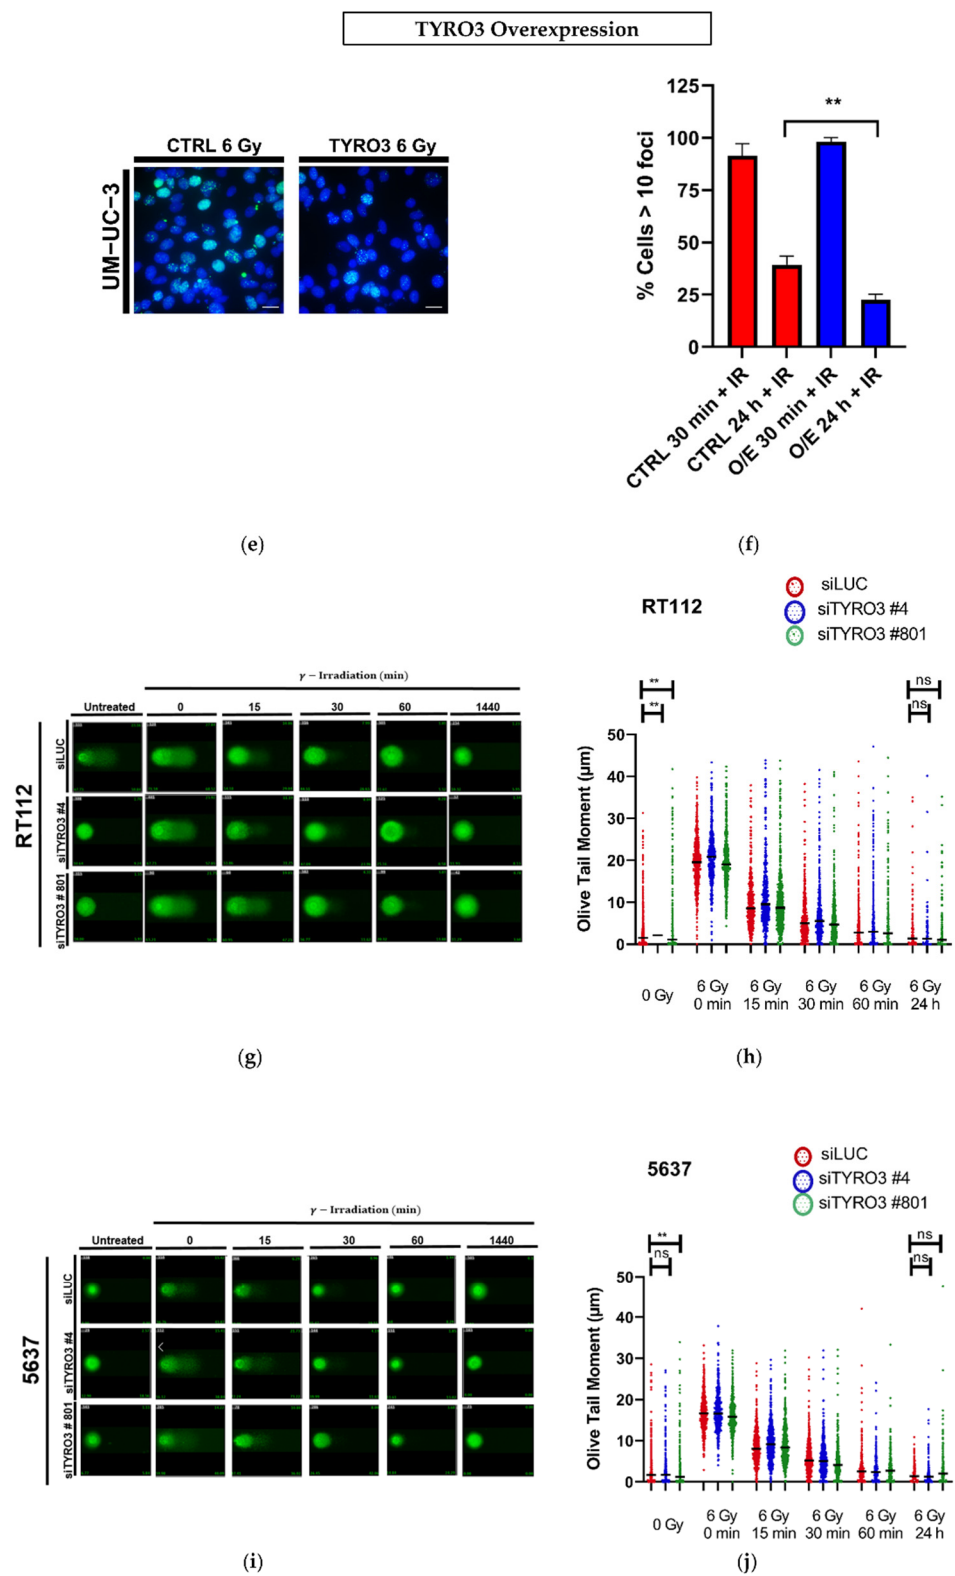 TYRO3 Overexpression
CTRL 6 Gy
TYRO3 6 Gy
UM-UC-3
% Cells > 10 foci
125
100
75
50
25
0
**
CTRL 30 min + IR
CTRL 24 h + IR
O/E 30 min + IR
O/E 24 h + IR
(e)
(f)
γ − Irradiation (min)
Untreated 0 15 30 60 1440
RT112
siLUC
siTYRO3 #4
siTYRO3 # 801
RT112
siLUC
siTYRO3 #4
siTYRO3 #801
**
**
ns
ns
Olive Tail Moment (μm)
50
40
30
20
10
0
0 Gy
6 Gy 0 min
6 Gy 15 min
6 Gy 30 min
6 Gy 60 min
6 Gy 24 h
(g)
(h)
γ − Irradiation (min)
Untreated 0 15 30 60 1440
5637
siLUC
siTYRO3 #4
siTYRO3 # 801
5637
siLUC
siTYRO3 #4
siTYRO3 #801
**
ns
ns
ns
Olive Tail Moment (μm)
50
40
30
20
10
0
0 Gy
6 Gy 0 min
6 Gy 15 min
6 Gy 30 min
6 Gy 60 min
6 Gy 24 h
(i)
(j)